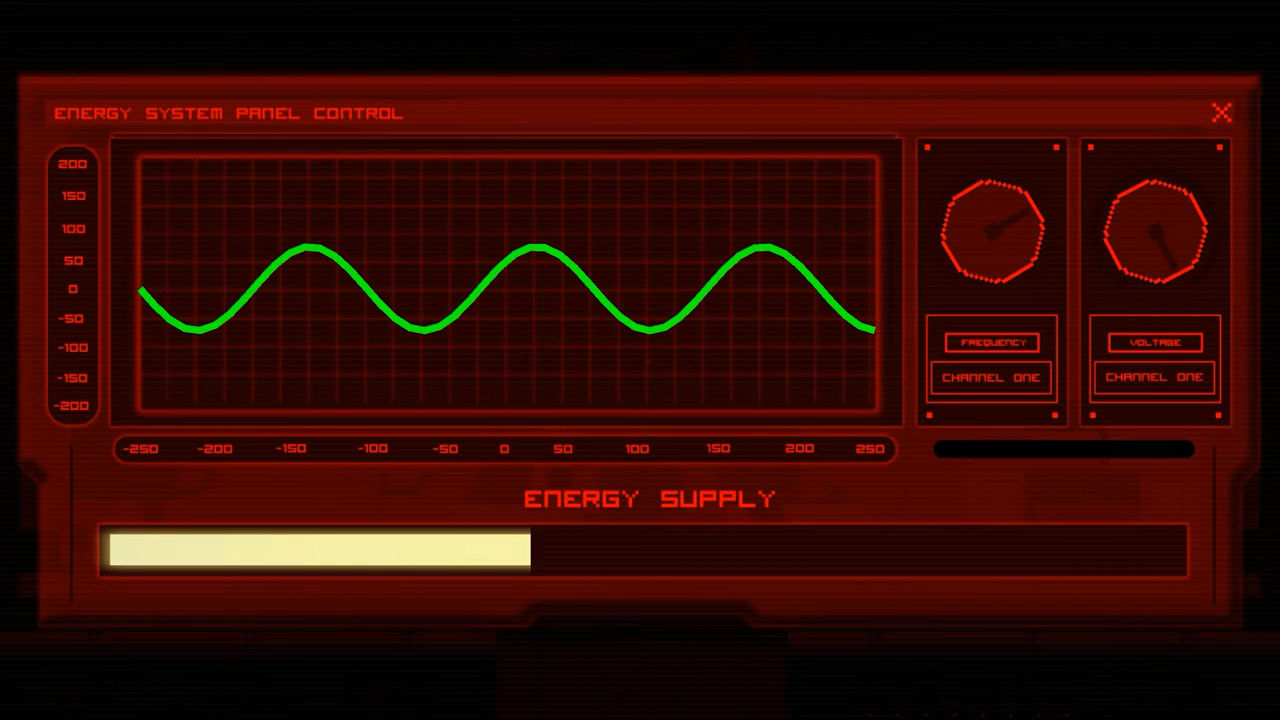 ENERGY SYSTEM PANEL CONTROL X
200
150
100
50
0
-50
-100
-150
-200
-250 -200 -150 -100 -50 0 50 100 150 200 250
FREQUENCY
CHANNEL ONE
VOLTAGE
CHANNEL ONE
ENERGY SUPPLY